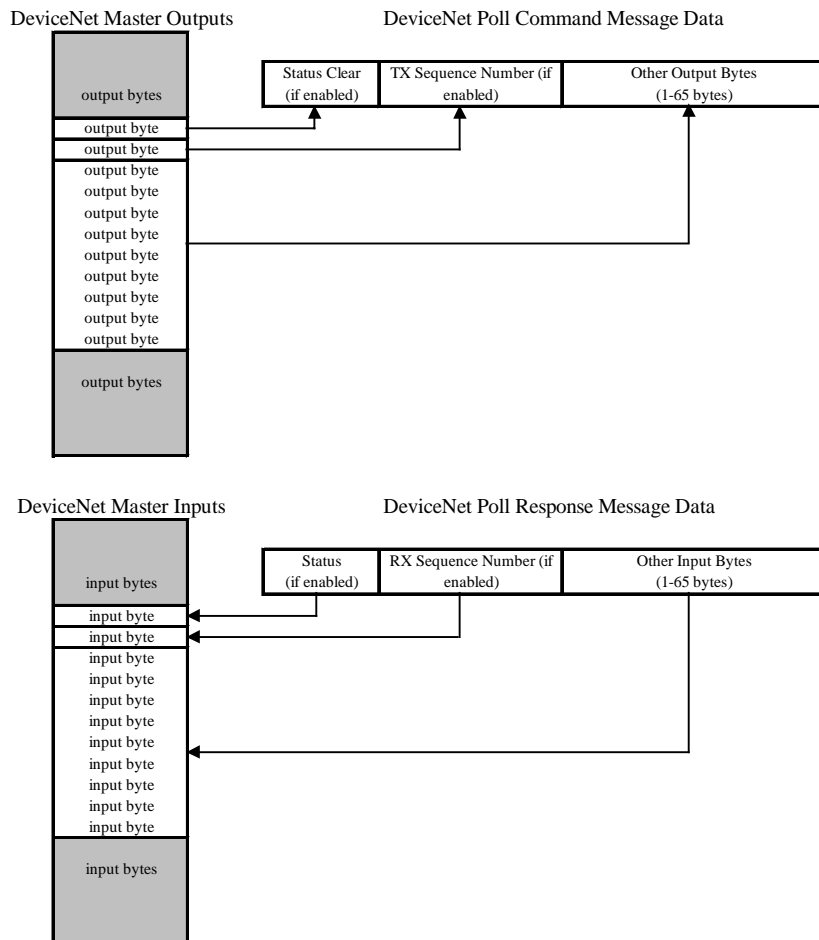 DeviceNet Master Outputs
DeviceNet Poll Command Message Data
output bytes
Status Clear
(if enabled)
TX Sequence Number (if
enabled)
Other Output Bytes
(1-65 bytes)
output byte
output byte
output byte
output byte
output byte
output byte
output byte
output byte
output byte
output byte
output byte
output bytes
DeviceNet Master Inputs
DeviceNet Poll Response Message Data
input bytes
Status
(if enabled)
RX Sequence Number (if
enabled)
Other Input Bytes
(1-65 bytes)
input byte
input byte
input byte
input byte
input byte
input byte
input byte
input byte
input byte
input byte
input byte
input bytes